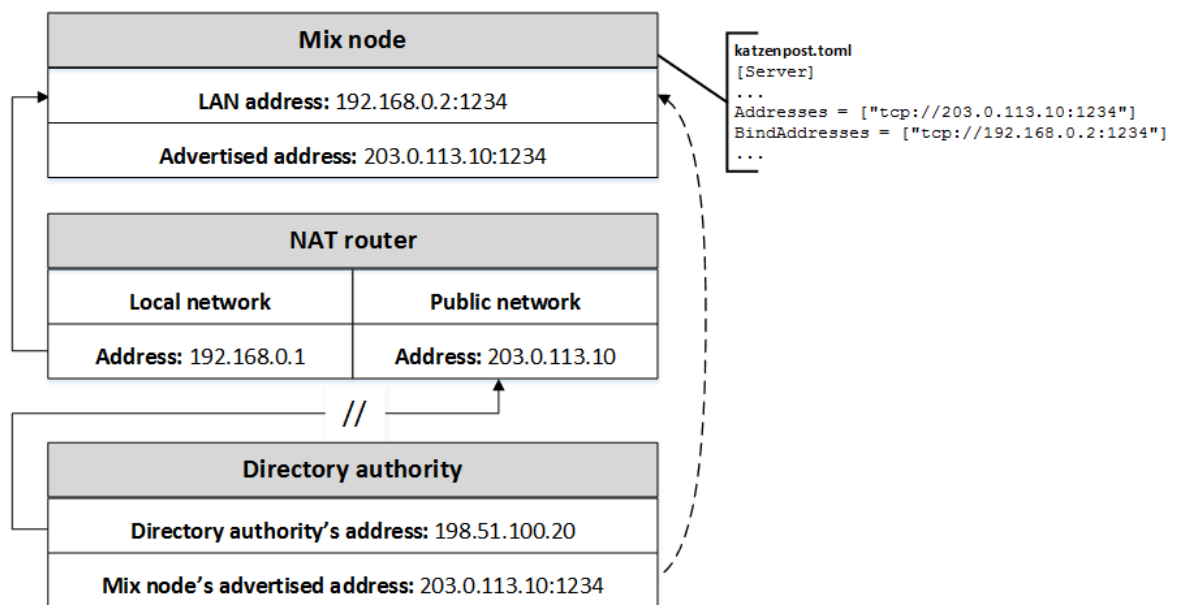 Mix node
LAN address: 192.168.0.2:1234
Advertised address: 203.0.113.10:1234
katzenpost.toml
[Server]
...
Addresses = ["tcp://203.0.113.10:1234"]
BindAddresses = ["tcp://192.168.0.2:1234"]
...
NAT router
Local network
Public network
Address: 192.168.0.1
Address: 203.0.113.10
//
Directory authority
Directory authority’s address: 198.51.100.20
Mix node’s advertised address: 203.0.113.10:1234